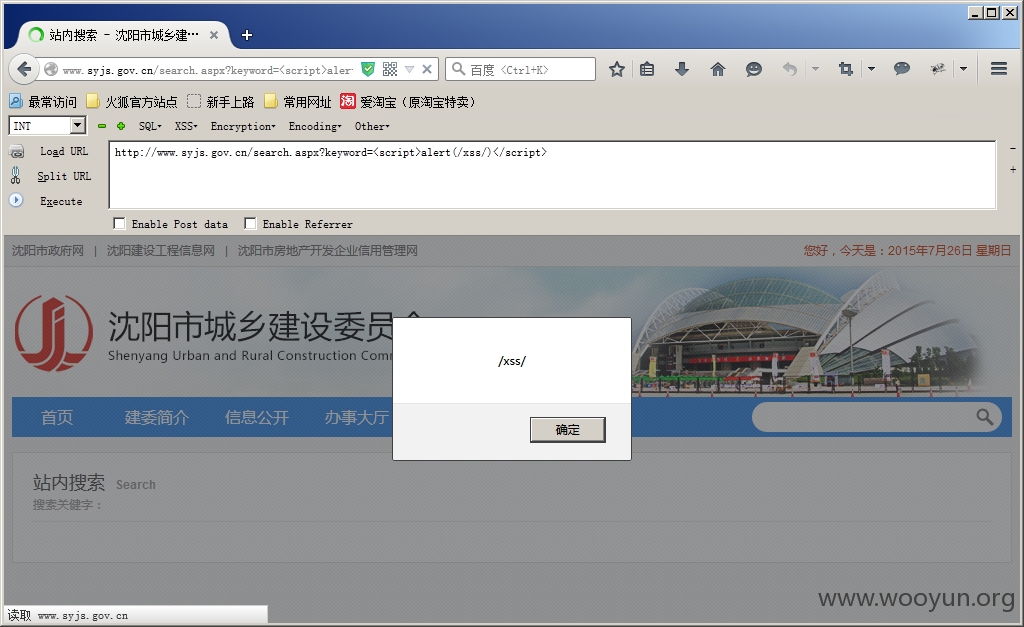 站内搜索 - 沈阳市城乡建…
www.syjs.gov.cn/search.aspx?keyword=<script>aler
百度 <Ctrl+K>
最常访问 火狐官方站点 新手上路 常用网址 淘 爱淘宝（原淘宝特卖）
INT SQL XSS Encryption Encoding Other
Load URL http://www.syjs.gov.cn/search.aspx?keyword=<script>alert(/xss/)</script>
Split URL
Execute
Enable Post data Enable Referrer
沈阳市政府网 | 沈阳建设工程信息网 | 沈阳市房地产开发企业信用管理网 您好，今天是：2015年7月26日 星期日
沈阳市城乡建设委员会
Shenyang Urban and Rural Construction Comm
/xss/
确定
首页 建委简介 信息公开 办事大厅
站内搜索 Search
搜索关健字：
www.wooyun.org
读取 www.syjs.gov.cn